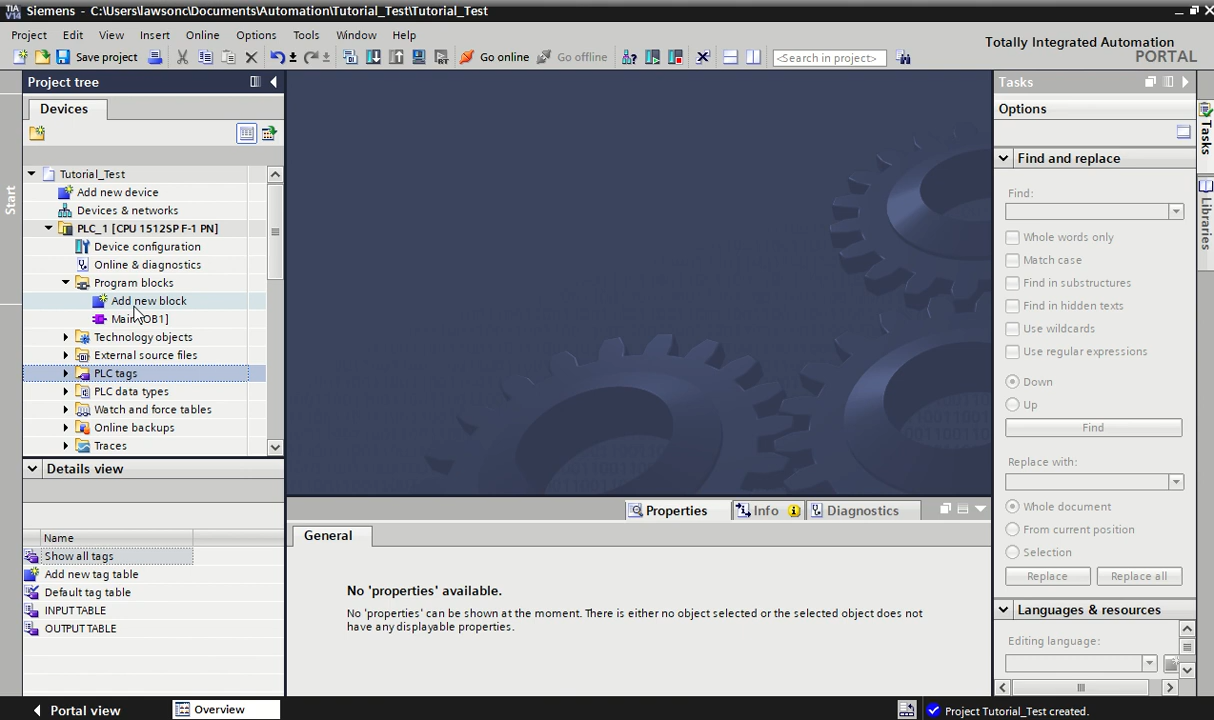 TIA
V14
Siemens - C:\Users\lawsonc\Documents\Automation\Tutorial_Test\Tutorial_Test
Project Edit View Insert Online Options Tools Window Help
Save project
Go online
Go offline
<Search in project>
Totally Integrated Automation
PORTAL
Project tree
Devices
Start
Tutorial_Test
Add new device
Devices & networks
PLC_1 [CPU 1512SP F-1 PN]
Device configuration
Online & diagnostics
Program blocks
Add new block
Main [OB1]
Technology objects
External source files
PLC tags
PLC data types
Watch and force tables
Online backups
Traces
Details view
Name
Show all tags
Add new tag table
Default tag table
INPUT TABLE
OUTPUT TABLE
Properties
Info
Diagnostics
General
No 'properties' available.
No 'properties' can be shown at the moment. There is either no object selected or the selected object does not
have any displayable properties.
Tasks
Options
Find and replace
Find:
Whole words only
Match case
Find in substructures
Find in hidden texts
Use wildcards
Use regular expressions
Down
Up
Find
Replace with:
Whole document
From current position
Selection
Replace
Replace all
Languages & resources
Editing language:
Tasks
Libraries
Portal view
Overview
Project Tutorial_Test created.